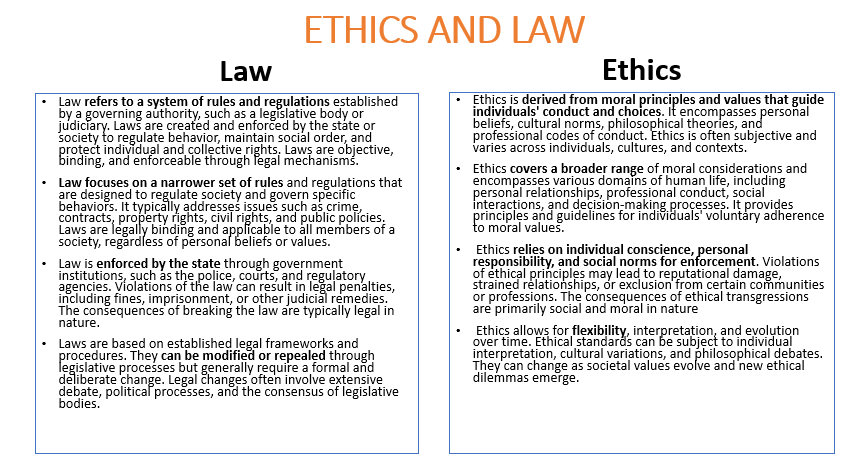 ETHICS AND LAW
Law
• Law refers to a system of rules and regulations established
by a governing authority, such as a legislative body or
judiciary. Laws are created and enforced by the state or
society to regulate behavior, maintain social order, and
protect individual and collective rights. Laws are objective,
binding, and enforceable through legal mechanisms.
• Law focuses on a narrower set of rules and regulations that
are designed to regulate society and govern specific
behaviors. It typically addresses issues such as crime,
contracts, property rights, civil rights, and public policies.
Laws are legally binding and applicable to all members of a
society, regardless of personal beliefs or values.
• Law is enforced by the state through government
institutions, such as the police, courts, and regulatory
agencies. Violations of the law can result in legal penalties,
including fines, imprisonment, or other judicial remedies.
The consequences of breaking the law are typically legal in
nature.
• Laws are based on established legal frameworks and
procedures. They can be modified or repealed through
legislative processes but generally require a formal and
deliberate change. Legal changes often involve extensive
debate, political processes, and the consensus of legislative
bodies.
Ethics
• Ethics is derived from moral principles and values that guide
individuals' conduct and choices. It encompasses personal
beliefs, cultural norms, philosophical theories, and
professional codes of conduct. Ethics is often subjective and
varies across individuals, cultures, and contexts.
• Ethics covers a broader range of moral considerations and
encompasses various domains of human life, including
personal relationships, professional conduct, social
interactions, and decision-making processes. It provides
principles and guidelines for individuals' voluntary adherence
to moral values.
• Ethics relies on individual conscience, personal
responsibility, and social norms for enforcement. Violations
of ethical principles may lead to reputational damage,
strained relationships, or exclusion from certain communities
or professions. The consequences of ethical transgressions
are primarily social and moral in nature
• Ethics allows for flexibility, interpretation, and evolution
over time. Ethical standards can be subject to individual
interpretation, cultural variations, and philosophical debates.
They can change as societal values evolve and new ethical
dilemmas emerge.